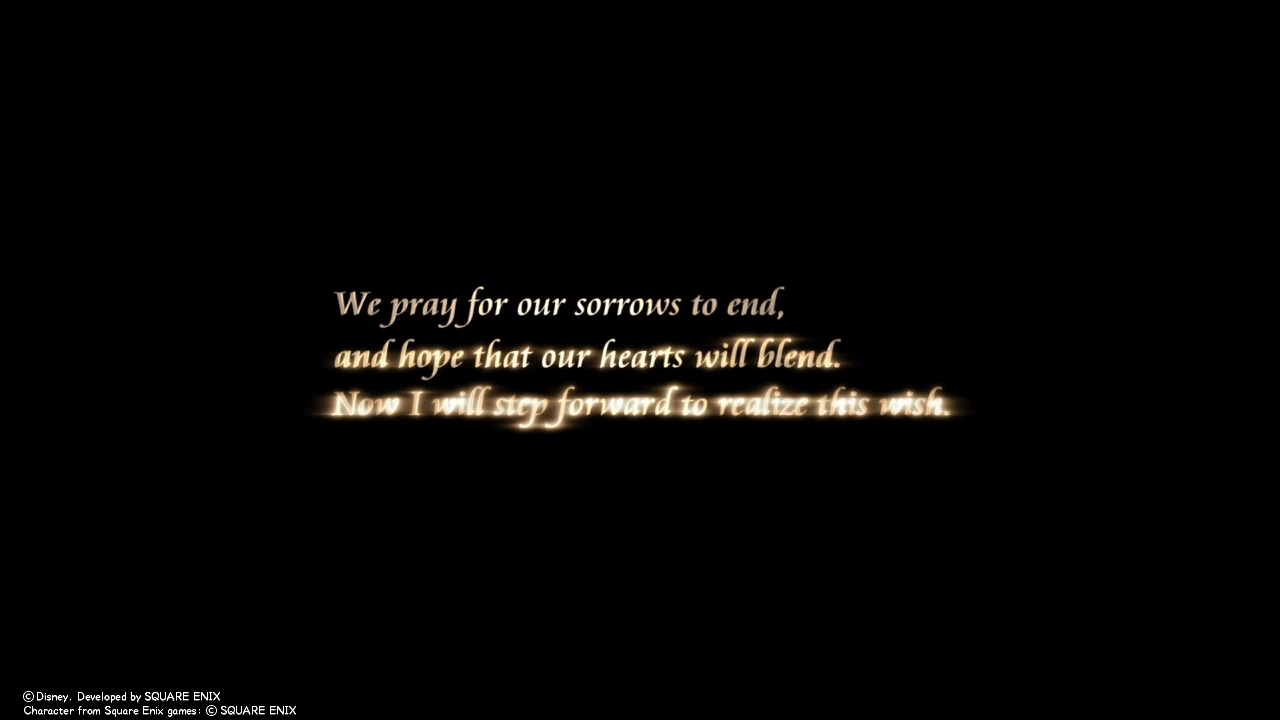 We pray for our sorrows to end,
and hope that our hearts will blend.
Now I will step forward to realize this wish.
©Disney. Developed by SQUARE ENIX
Character from Square Enix games: © SQUARE ENIX